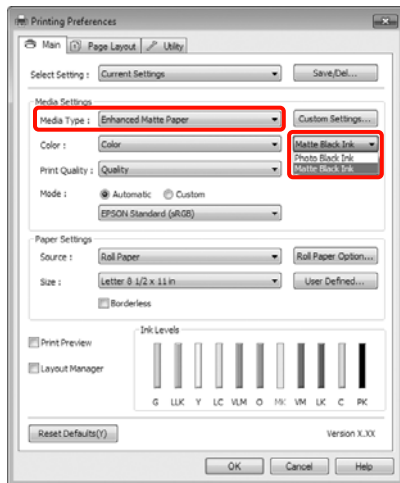 Printing Preferences
Main Page Layout Utility
Select Setting : Current Settings Save/Del...
Media Settings
Media Type : Enhanced Matte Paper Custom Settings...
Color : Color Matte Black Ink
Photo Black Ink
Print Quality : Quality Matte Black Ink
Mode : Automatic Custom
EPSON Standard (sRGB)
Paper Settings
Source : Roll Paper Roll Paper Option...
Size : Letter 8 1/2 x 11 in User Defined...
Borderless
Ink Levels
Print Preview
Layout Manager
G LLK Y LC VLM O MK VM LK C PK
Reset Defaults(Y) Version X.XX
OK Cancel Help